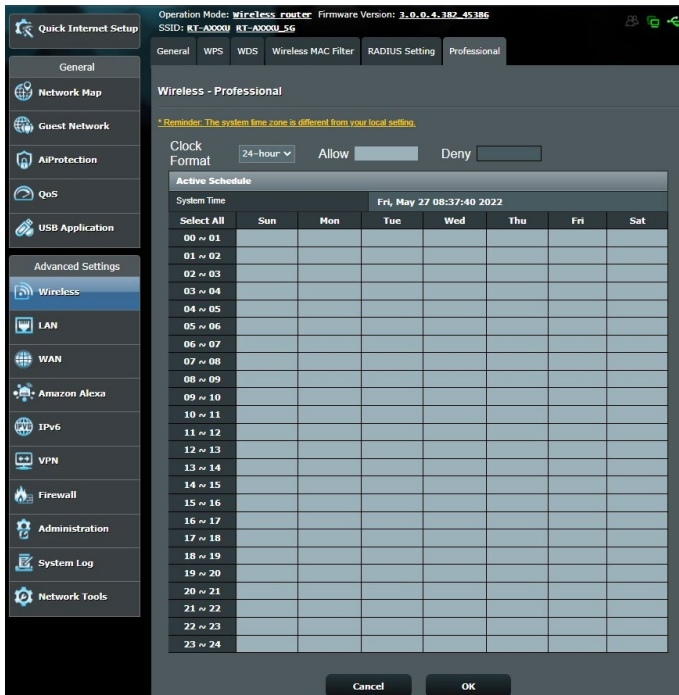 Quick Internet Setup
General
Network Map
Guest Network
AiProtection
QoS
USB Application
Advanced Settings
Wireless
LAN
WAN
Amazon Alexa
IPv6
VPN
Firewall
Administration
System Log
Network Tools
Operation Mode: Wireless router Firmware Version: 3.0.0.4.382_45386
SSID: RT-AXXXU RT-AXXXU_5G
General WPS WDS Wireless MAC Filter RADIUS Setting Professional
Wireless - Professional
* Reminder: The system time zone is different from your local setting.
Clock Format 24-hour Allow Deny
Active Schedule
System Time Fri, May 27 08:37:40 2022
Select All Sun Mon Tue Wed Thu Fri Sat
00 ~ 01
01 ~ 02
02 ~ 03
03 ~ 04
04 ~ 05
05 ~ 06
06 ~ 07
07 ~ 08
08 ~ 09
09 ~ 10
10 ~ 11
11 ~ 12
12 ~ 13
13 ~ 14
14 ~ 15
15 ~ 16
16 ~ 17
17 ~ 18
18 ~ 19
19 ~ 20
20 ~ 21
21 ~ 22
22 ~ 23
23 ~ 24
Cancel OK